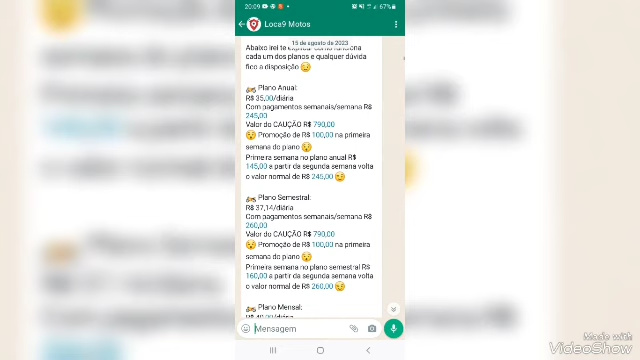 20:09
67%
Loca9 Motos
15 de agosto de 2023
Abaixo irei te
cada um dos planos e qualquer dúvida
fico a disposição
Plano Anual:
R$ 35,00/diária
Com pagamentos semanais/semana R$
245,00
Valor do CAUÇÃO R$ 790,00
Promoção de R$ 100,00 na primeira
semana do plano
Primeira semana no plano anual R$
145,00 a partir da segunda semana volta
o valor normal de R$ 245,00
Plano Semestral:
R$ 37,14/diária
Com pagamentos semanais/semana R$
260,00
Valor do CAUÇÃO R$ 790,00
Promoção de R$ 100,00 na primeira
semana do plano
Primeira semana no plano semestral R$
160,00 a partir da segunda semana volta
o valor normal de R$ 260,00
Plano Mensal:
Mensagem
Made with
VideoShow